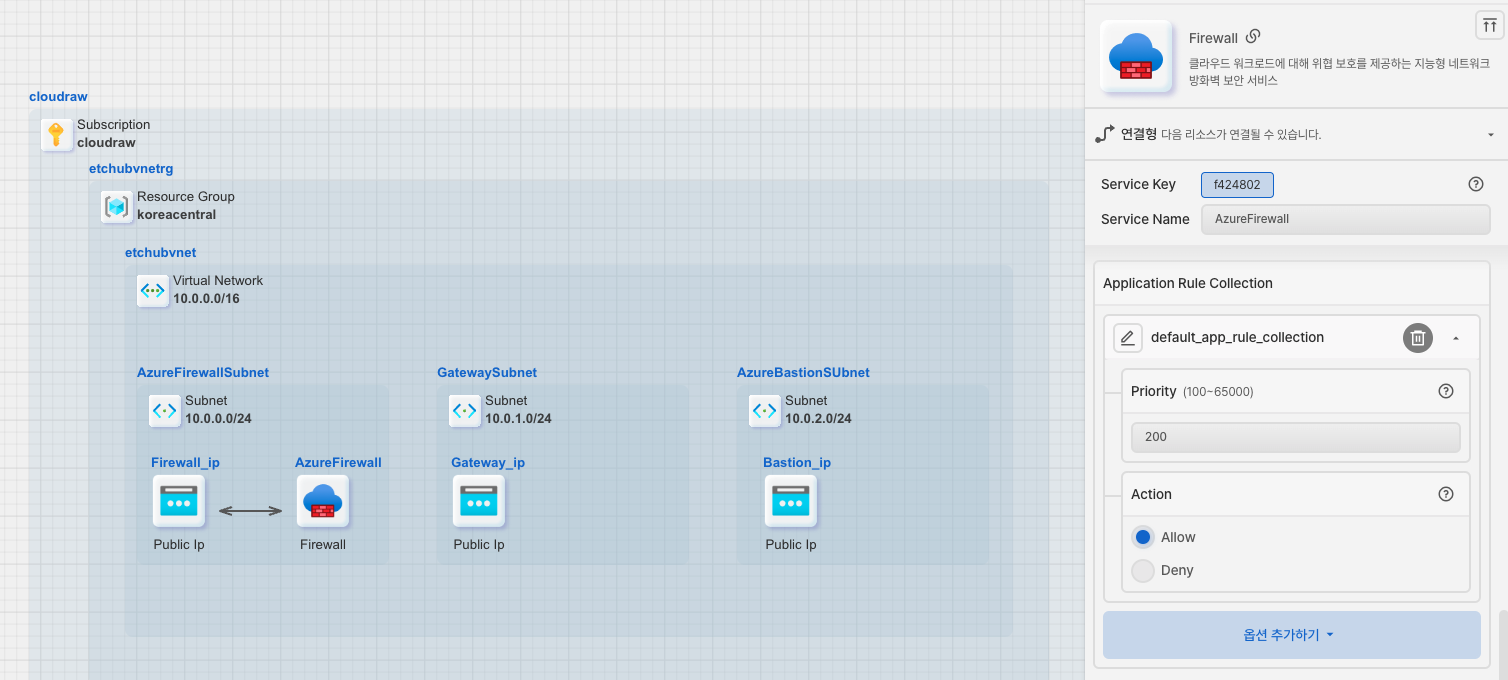 cloudraw
Subscription
cloudraw
etchubvnetrg
Resource Group
koreacentral
etchubvnet
Virtual Network
10.0.0.0/16
AzureFirewallSubnet
Subnet
10.0.0.0/24
Firewall_ip
Public Ip
AzureFirewall
Firewall
GatewaySubnet
Subnet
10.0.1.0/24
Gateway_ip
Public Ip
AzureBastionSUbnet
Subnet
10.0.2.0/24
Bastion_ip
Public Ip
Firewall
클라우드 워크로드에 대해 위협 보호를 제공하는 지능형 네트워크
방화벽 보안 서비스
연결형 다음 리소스가 연결될 수 있습니다.
Service Key f424802
Service Name AzureFirewall
Application Rule Collection
default_app_rule_collection
Priority (100~65000)
200
Action
Allow
Deny
옵션 추가하기